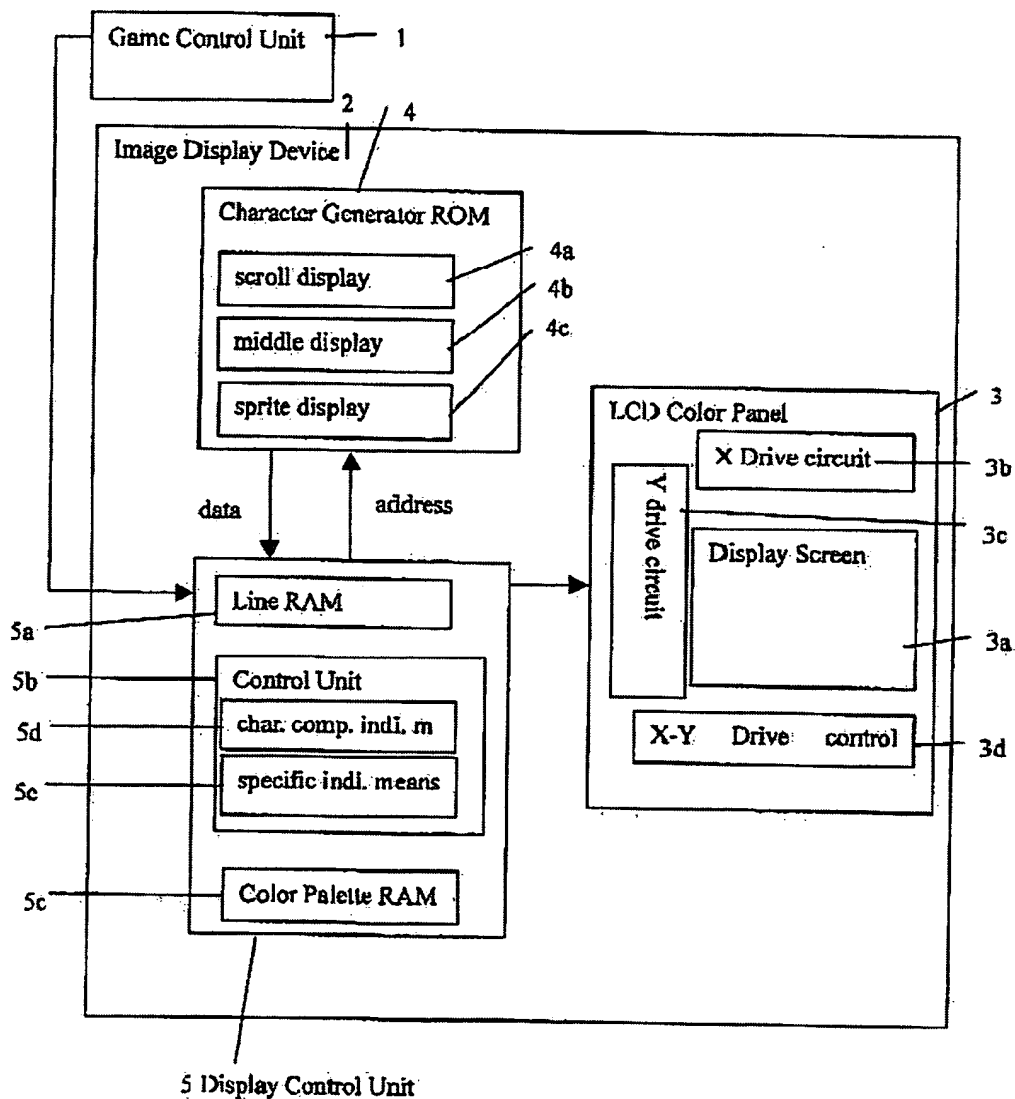 Game Control Unit
1
2
4
Image Display Device
Character Generator ROM
scroll display
4a
middle display
4b
sprite display
4c
data
address
LCD Color Panel
3
X Drive circuit
3b
Y drive circuit
3c
Display Screen
3a
X-Y Drive control
3d
Line RAM
5a
5b
Control Unit
5d
char. comp. indi. m
5e
specific indi. means
5c
Color Palette RAM
5 Display Control Unit